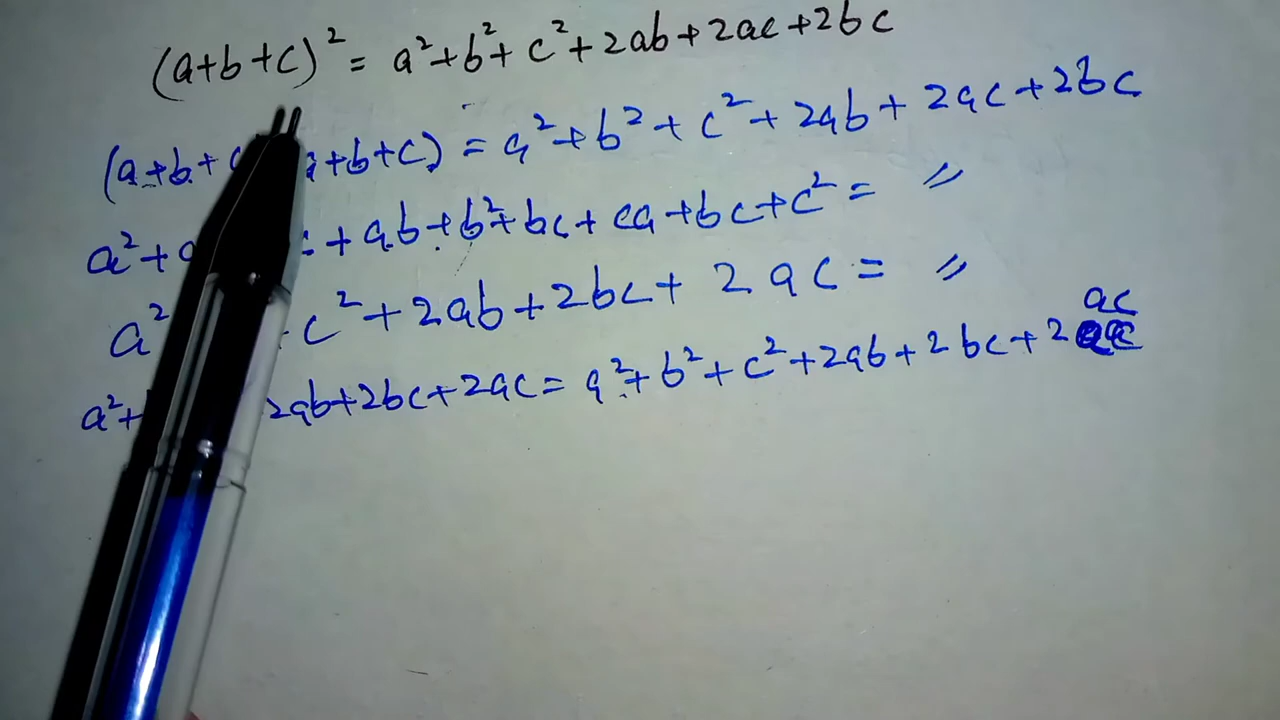 (a+b+c)² = a²+b²+c²+2ab+2ac+2bc
(a+b+c a+b+c) = a²+b²+c²+2ab+2ac+2bc
a²+a +ab+b²+bc+ca+bc+c² = 〃
a² c²+2ab+2bc+2ac = 〃
ac
a²+ 2ab+2bc+2ac = a²+b²+c²+2ab+2bc+2